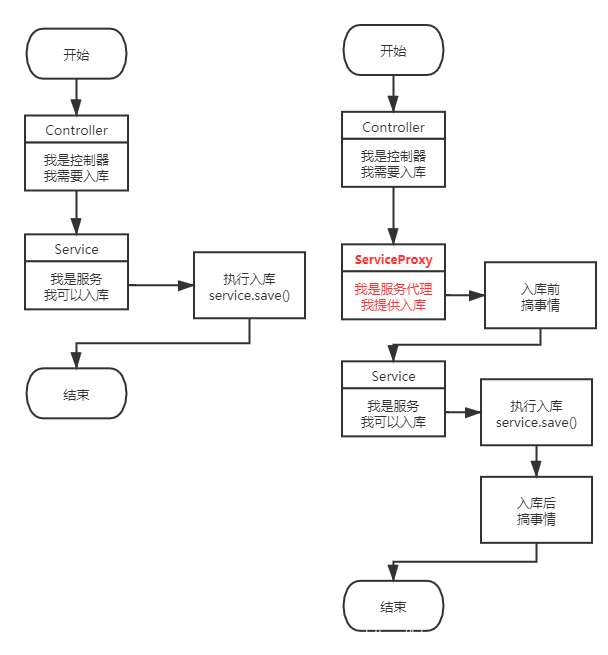 开始
Controller
我是控制器
我需要入库
Service
我是服务
我可以入库
执行入库
service.save()
结束
开始
Controller
我是控制器
我需要入库
ServiceProxy
我是服务代理
我提供入库
入库前
搞事情
Service
我是服务
我可以入库
执行入库
service.save()
入库后
搞事情
结束